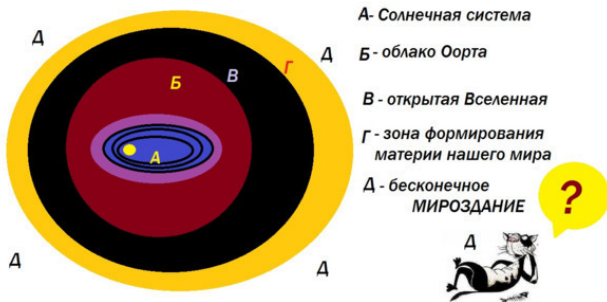 Д
Д
Б
В
Г
А
Д
Д
А- Солнечная система
Б - облако Оорта
В - открытая Вселенная
Г - зона формирования
материи нашего мира
Д - бесконечное
МИРОЗДАНИЕ
?
Д